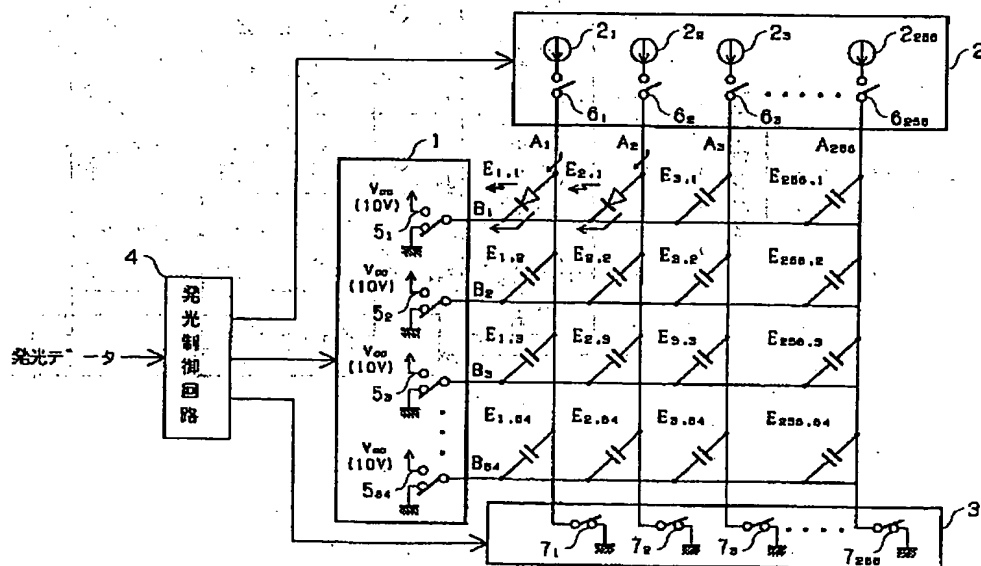 2₁ 2₂ 2₃ 2₂₅₆ 2
6₁ 6₂ 6₃ 6₂₅₆
A₁ A₂ A₃ A₂₅₆
1
E₁.₁ E₂.₁ E₃.₁ E₂₅₆.₁
V∞
(10V)
5₁
B₁
4
発光制御回路
発光データ
E₁.₂ E₂.₂ E₃.₂ E₂₅₆.₂
V∞
(10V)
5₂
B₂
E₁.₃ E₂.₃ E₃.₃ E₂₅₆.₃
V∞
(10V)
5₃
B₃
E₁.₆₄ E₂.₆₄ E₃.₆₄ E₂₅₆.₆₄
V∞
(10V)
5₆₄
B₆₄
3
7₁ 7₂ 7₃ 7₂₅₆